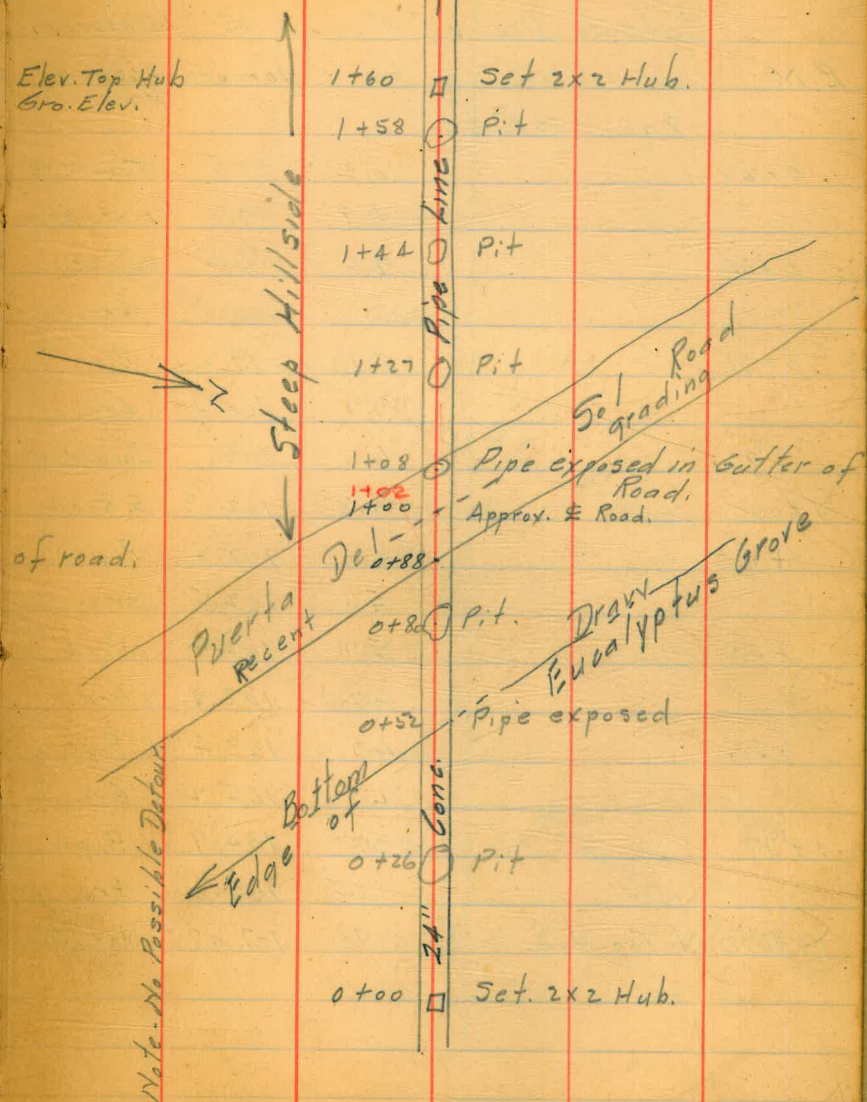 Elev. Top Hub
Gro. Elev.
1+60 Set 2x2 Hub.
1+58 Pit
1+44 Pit
1+27 Pit
1+08 Pipe exposed in Gutter of
Road.
1+02
1+00 Approx. ℄ Road.
of road.
0+88
0+80 Pit.
0+52 Pipe exposed
0+26 Pit
0+00 Set. 2x2 Hub.
Steep Hillside
N
24" Conc. Pipe Line
Puerta Del Sol Road
Recent grading
Bottom of Draw
Edge Eucalyptus Grove
Note - No Possible Detour